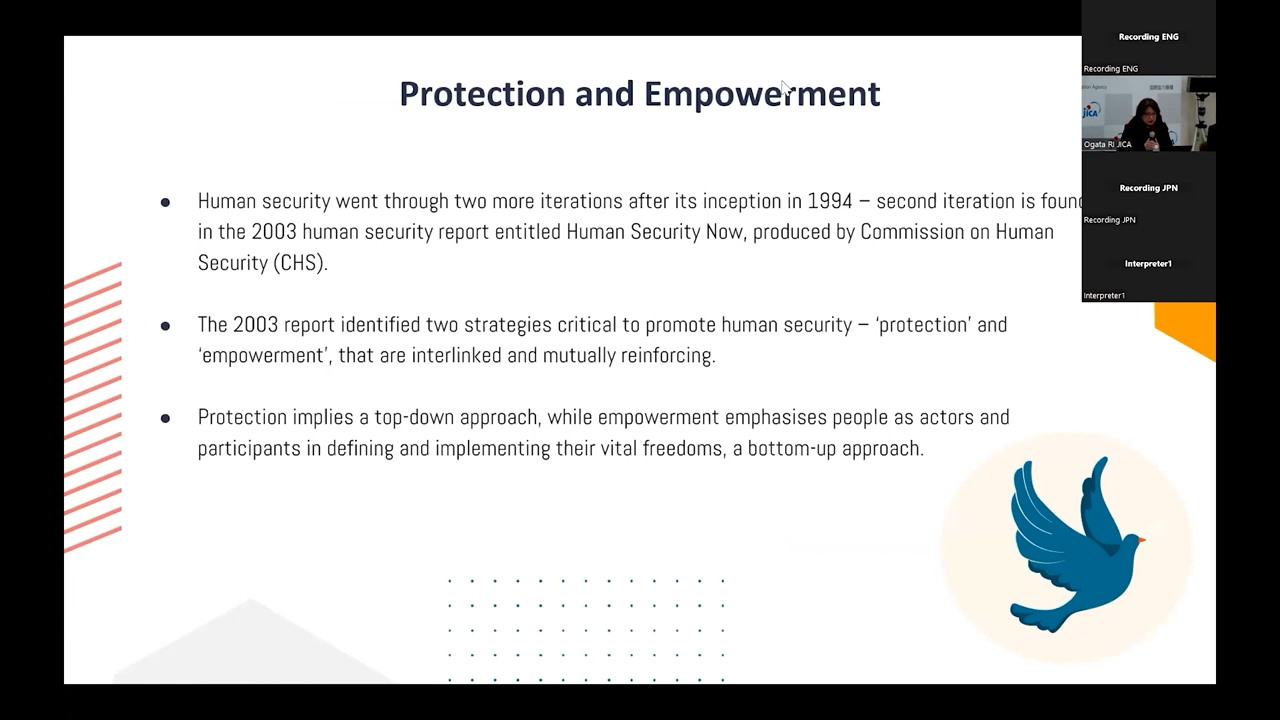 Protection and Empowerment
Human security went through two more iterations after its inception in 1994 – second iteration is found
in the 2003 human security report entitled Human Security Now, produced by Commission on Human
Security (CHS).
The 2003 report identified two strategies critical to promote human security – ‘protection’ and
‘empowerment’, that are interlinked and mutually reinforcing.
Protection implies a top-down approach, while empowerment emphasises people as actors and
participants in defining and implementing their vital freedoms, a bottom-up approach.
Recording ENG
Recording ENG
JICA
Ogata RI JICA
Recording JPN
Recording JPN
Interpreter1
Interpreter1